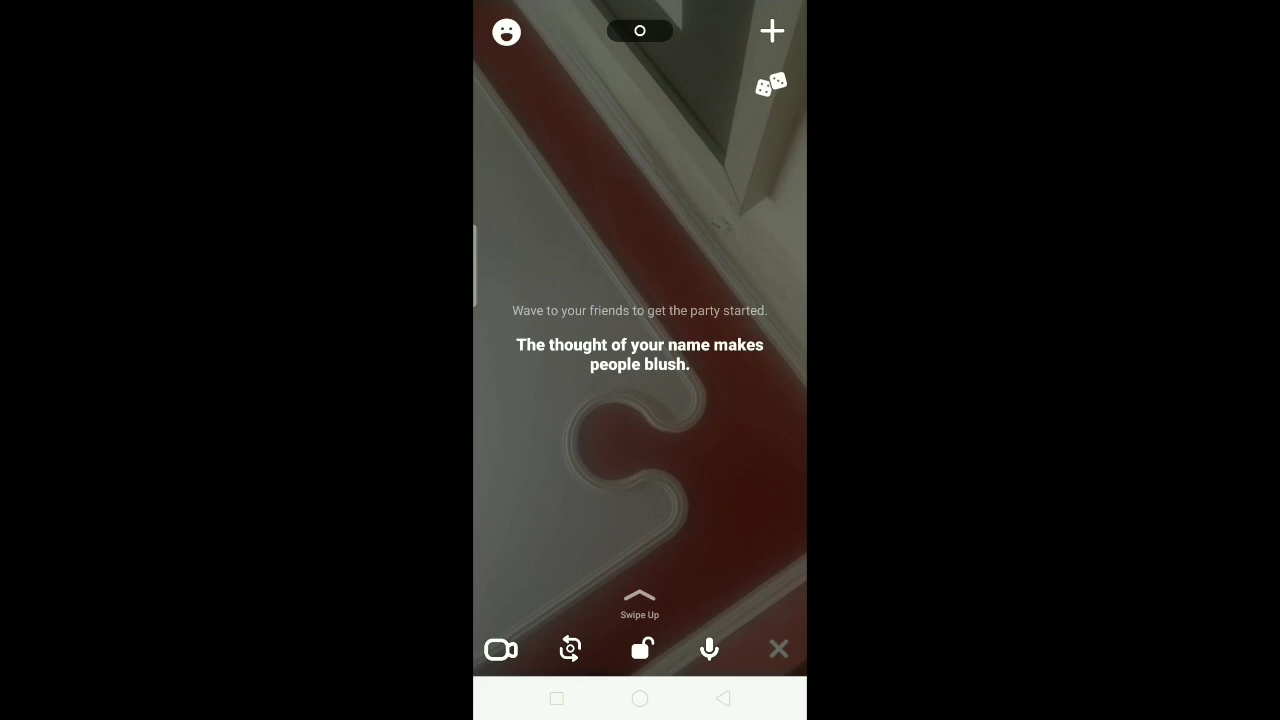 Wave to your friends to get the party started.
The thought of your name makes
people blush.
Swipe Up